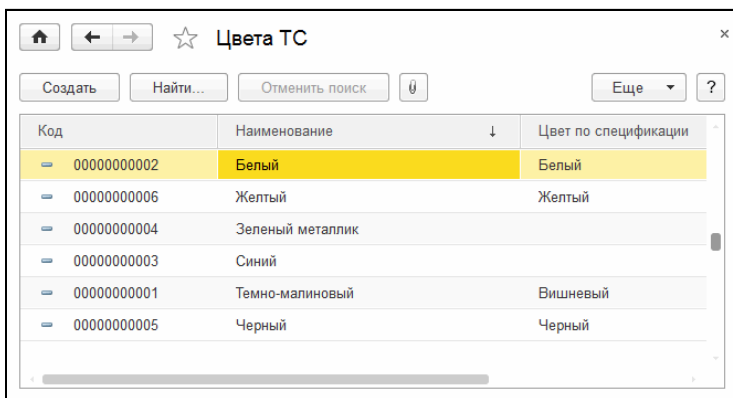 Цвета ТС
×
Создать Найти... Отменить поиск Еще ?
Код Наименование ↓ Цвет по спецификации
00000000002 Белый Белый
00000000006 Желтый Желтый
00000000004 Зеленый металлик
00000000003 Синий
00000000001 Темно-малиновый Вишневый
00000000005 Черный Черный